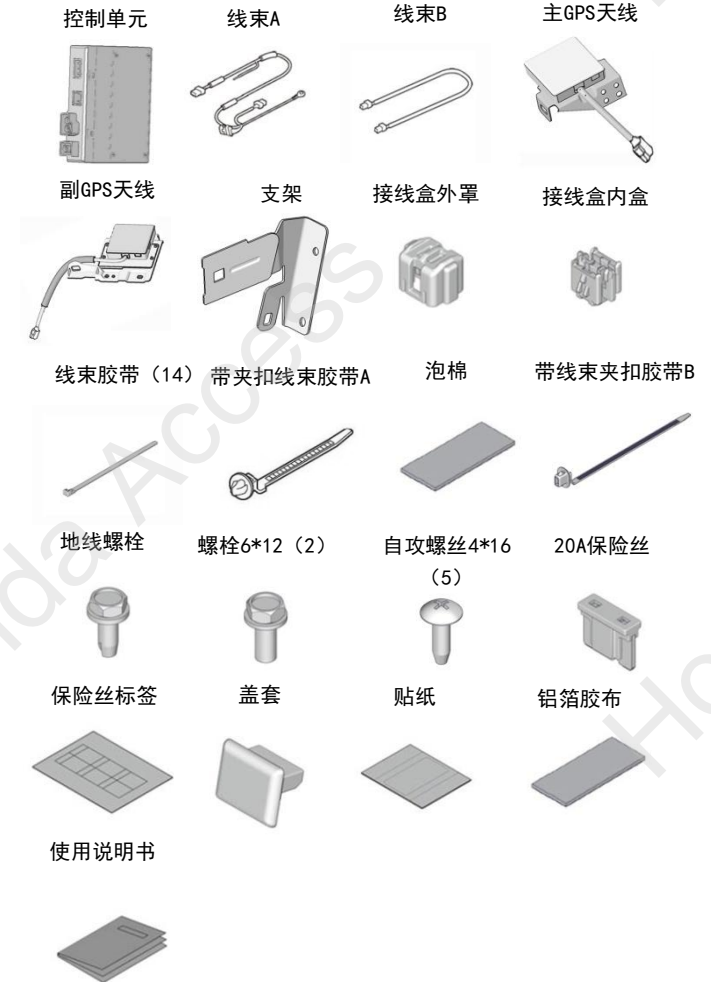 控制单元
线束A
线束B
主GPS天线
副GPS天线
支架
接线盒外罩
接线盒内盒
线束胶带（14）
带夹扣线束胶带A
泡棉
带线束夹扣胶带B
地线螺栓
螺栓6*12（2）
自攻螺丝4*16
（5）
20A保险丝
保险丝标签
盖套
贴纸
铝箔胶布
使用说明书
Honda Access